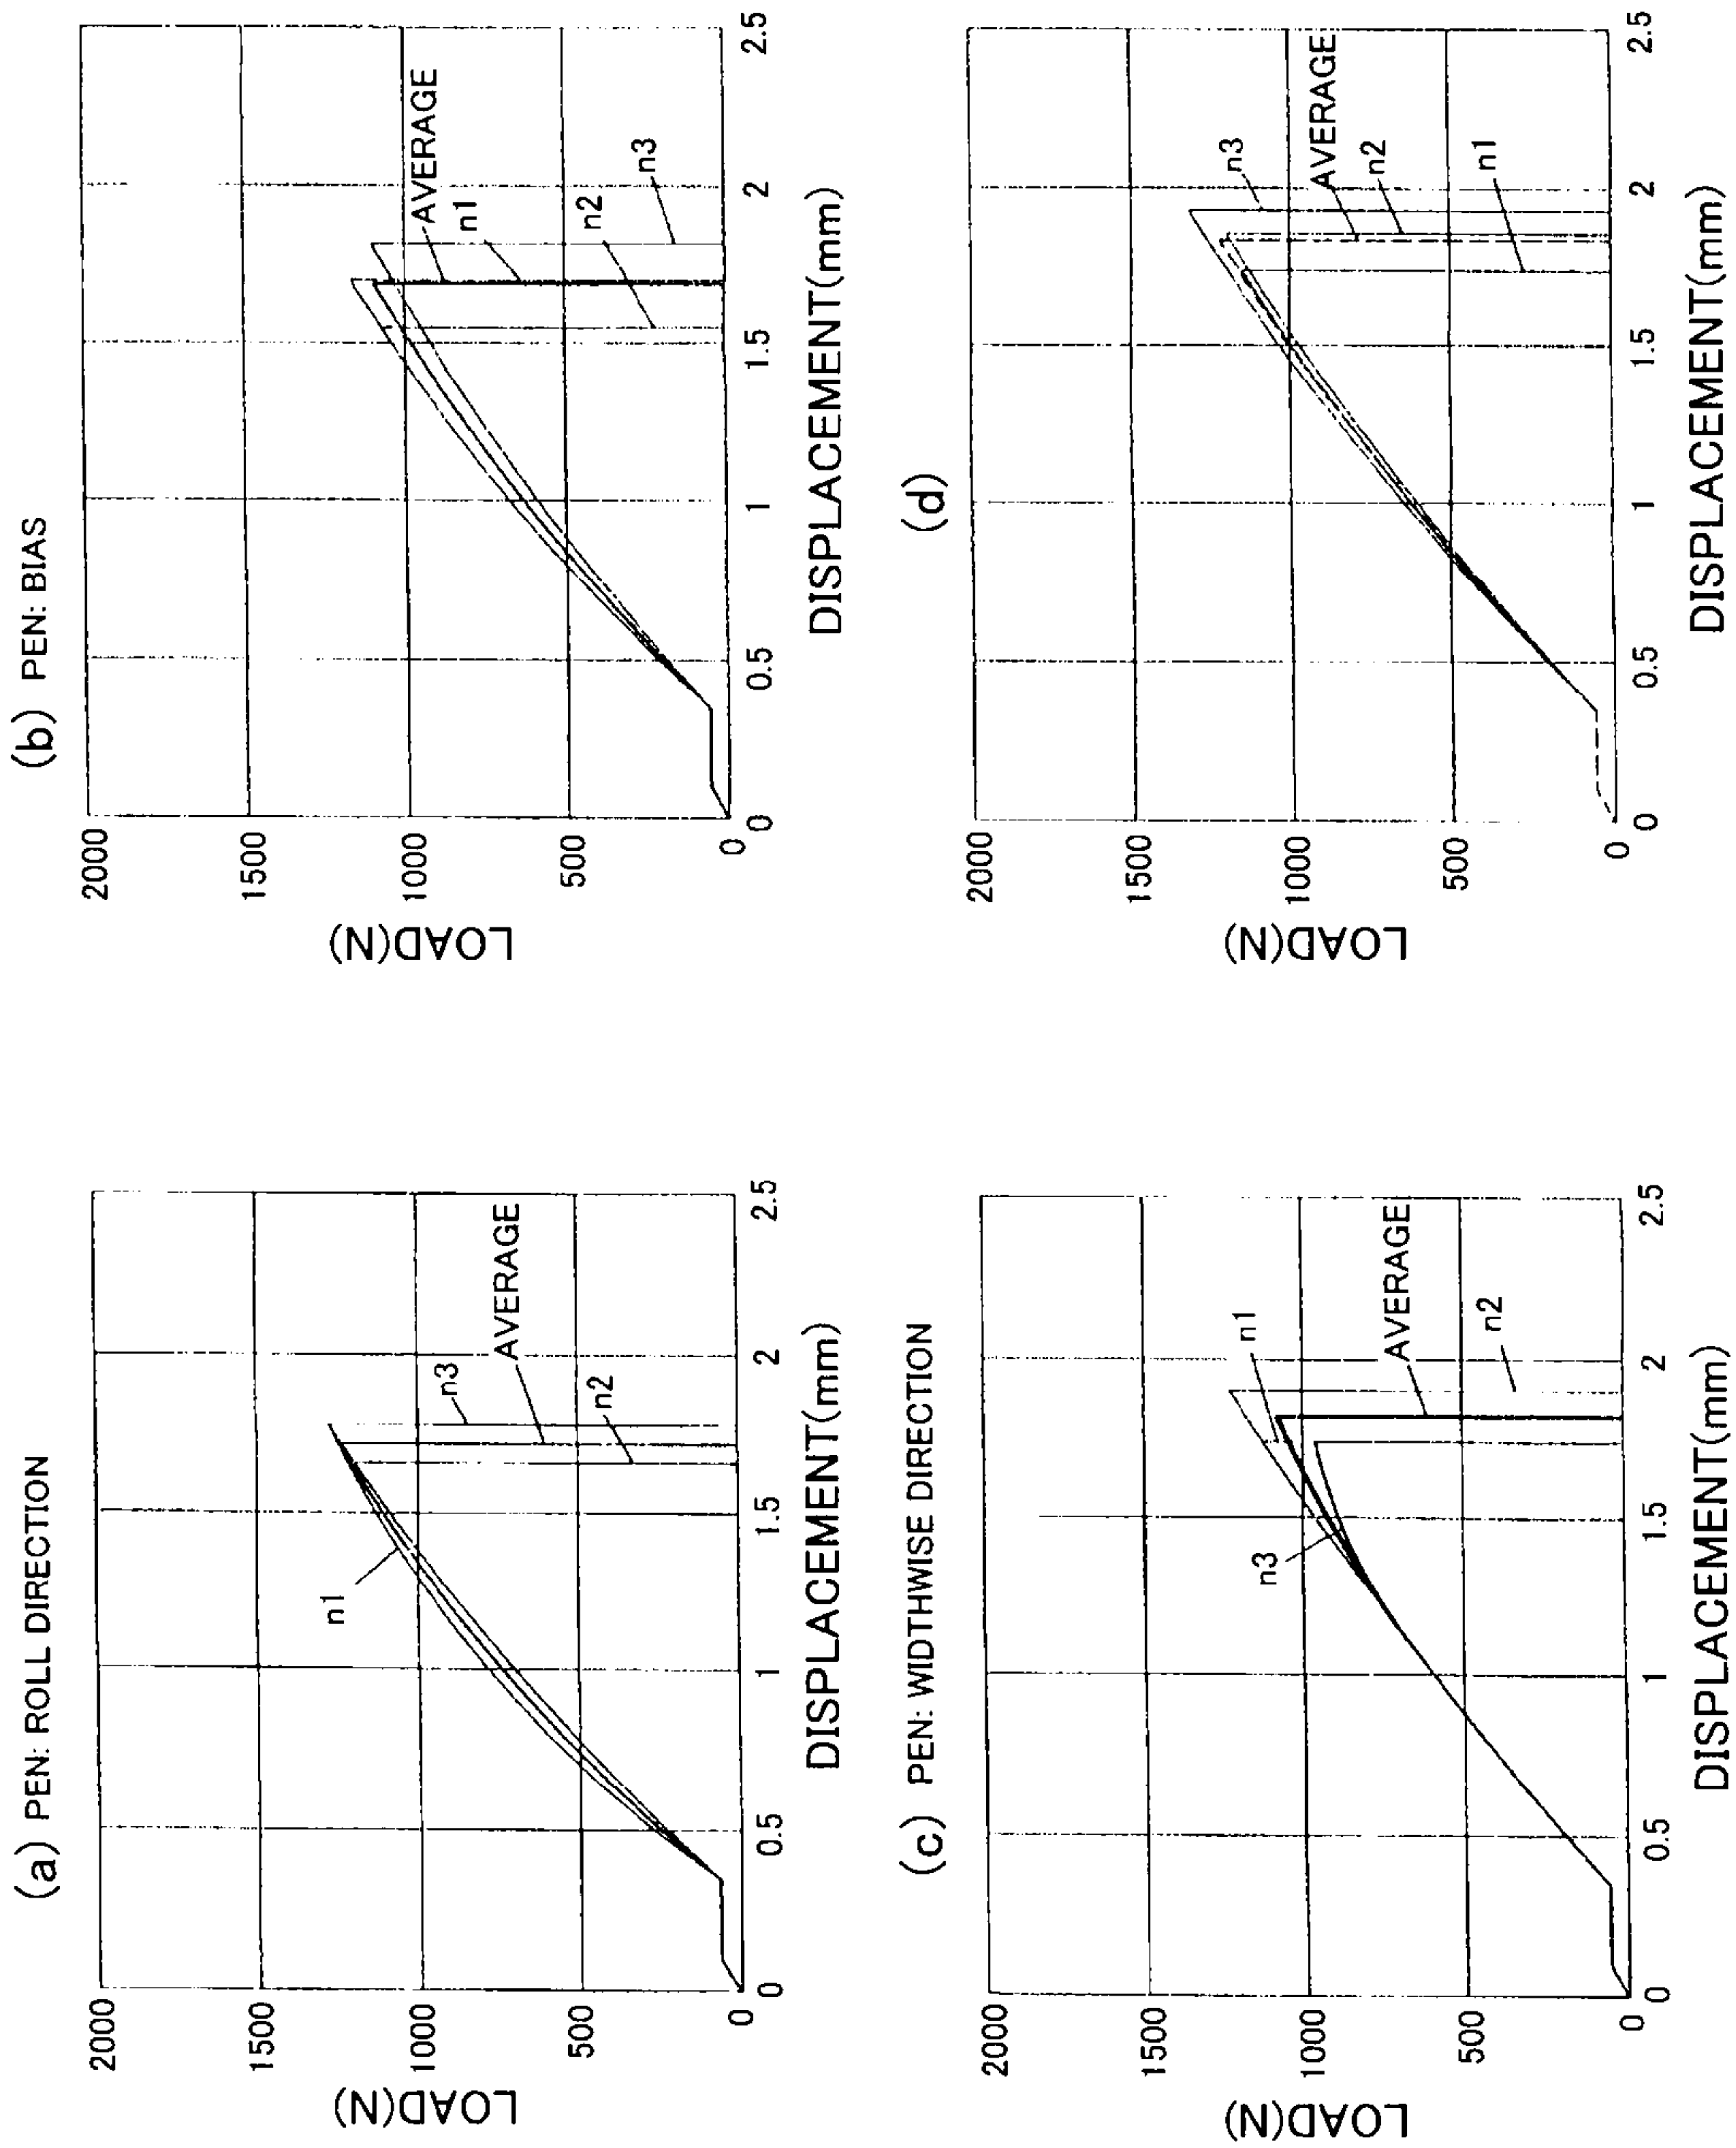 (a) PEN: ROLL DIRECTION
LOAD(N)
2000
1500
1000
500
0
0 0.5 1 1.5 2 2.5
DISPLACEMENT(mm)
n1
n3
AVERAGE
n2
(b) PEN: BIAS
LOAD(N)
2000
1500
1000
500
0
0 0.5 1 1.5 2 2.5
DISPLACEMENT(mm)
AVERAGE
n1
n2
n3
(c) PEN: WIDTHWISE DIRECTION
LOAD(N)
2000
1500
1000
500
0
0 0.5 1 1.5 2 2.5
DISPLACEMENT(mm)
n1
n3
AVERAGE
n2
(d)
LOAD(N)
2000
1500
1000
500
0
0 0.5 1 1.5 2 2.5
DISPLACEMENT(mm)
n3
AVERAGE
n2
n1